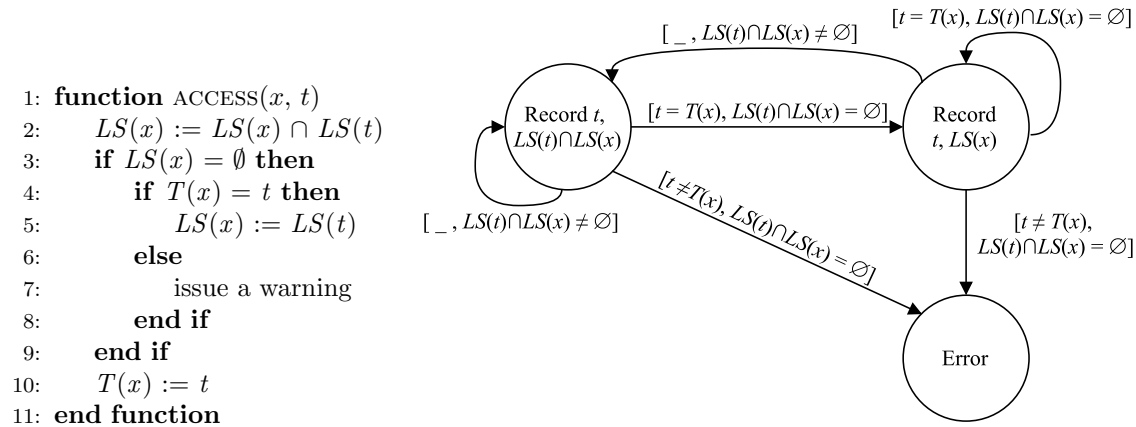 1: function ACCESS(x, t)
2: LS(x) := LS(x) ∩ LS(t)
3: if LS(x) = ∅ then
4: if T(x) = t then
5: LS(x) := LS(t)
6: else
7: issue a warning
8: end if
9: end if
10: T(x) := t
11: end function
[t = T(x), LS(t)∩LS(x) = ∅]
[ _ , LS(t)∩LS(x) ≠ ∅]
Record t,
LS(t)∩LS(x)
[t = T(x), LS(t)∩LS(x) = ∅]
Record
t, LS(x)
[ _ , LS(t)∩LS(x) ≠ ∅]
[t ≠T(x), LS(t)∩LS(x) = ∅]
[t ≠ T(x),
LS(t)∩LS(x) = ∅]
Error